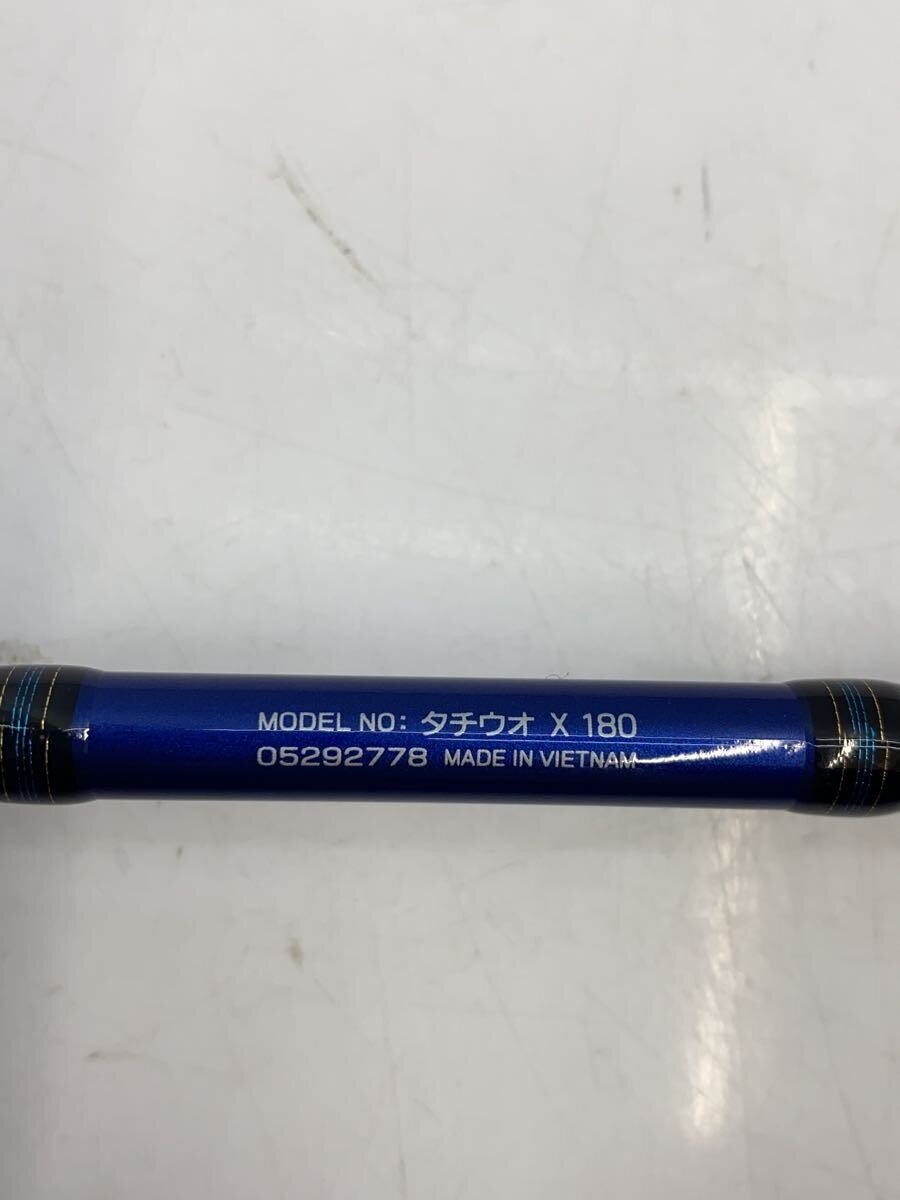 MODEL NO: タチウオ X 180
05292778 MADE IN VIETNAM